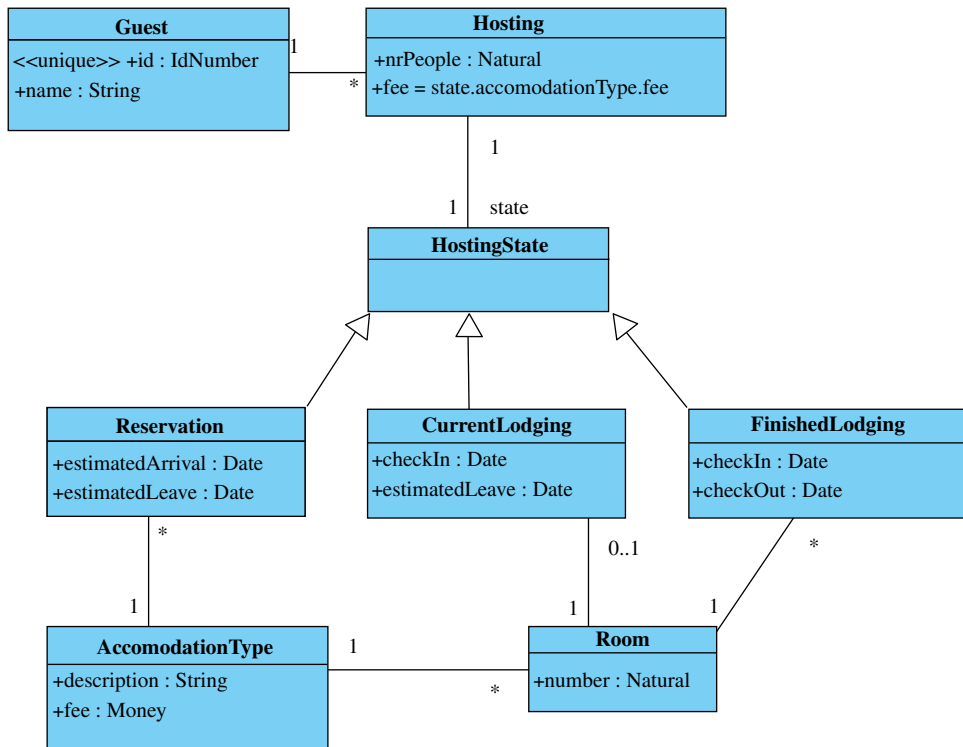 Guest
<<unique>> +id : IdNumber
+name : String
1
*
Hosting
+nrPeople : Natural
+fee = state.accomodationType.fee
1
1
state
HostingState
Reservation
+estimatedArrival : Date
+estimatedLeave : Date
CurrentLodging
+checkIn : Date
+estimatedLeave : Date
FinishedLodging
+checkIn : Date
+checkOut : Date
*
0..1
*
1
1
1
AccomodationType
+description : String
+fee : Money
1
*
Room
+number : Natural